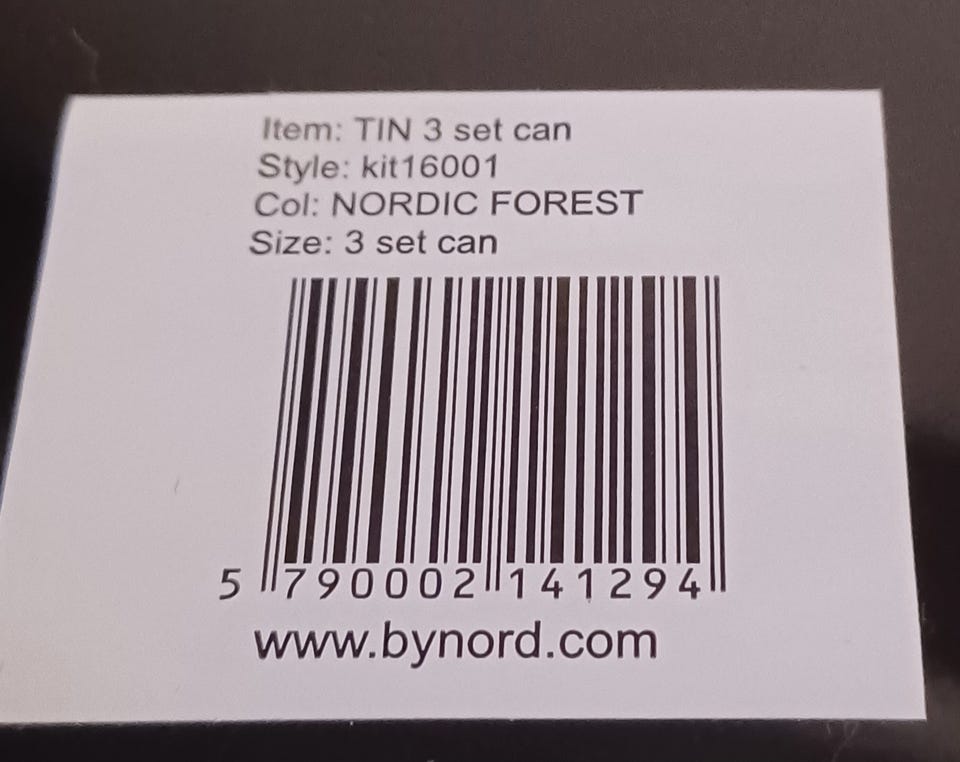 Item: TIN 3 set can
Style: kit16001
Col: NORDIC FOREST
Size: 3 set can
5 790002 141294
www.bynord.com